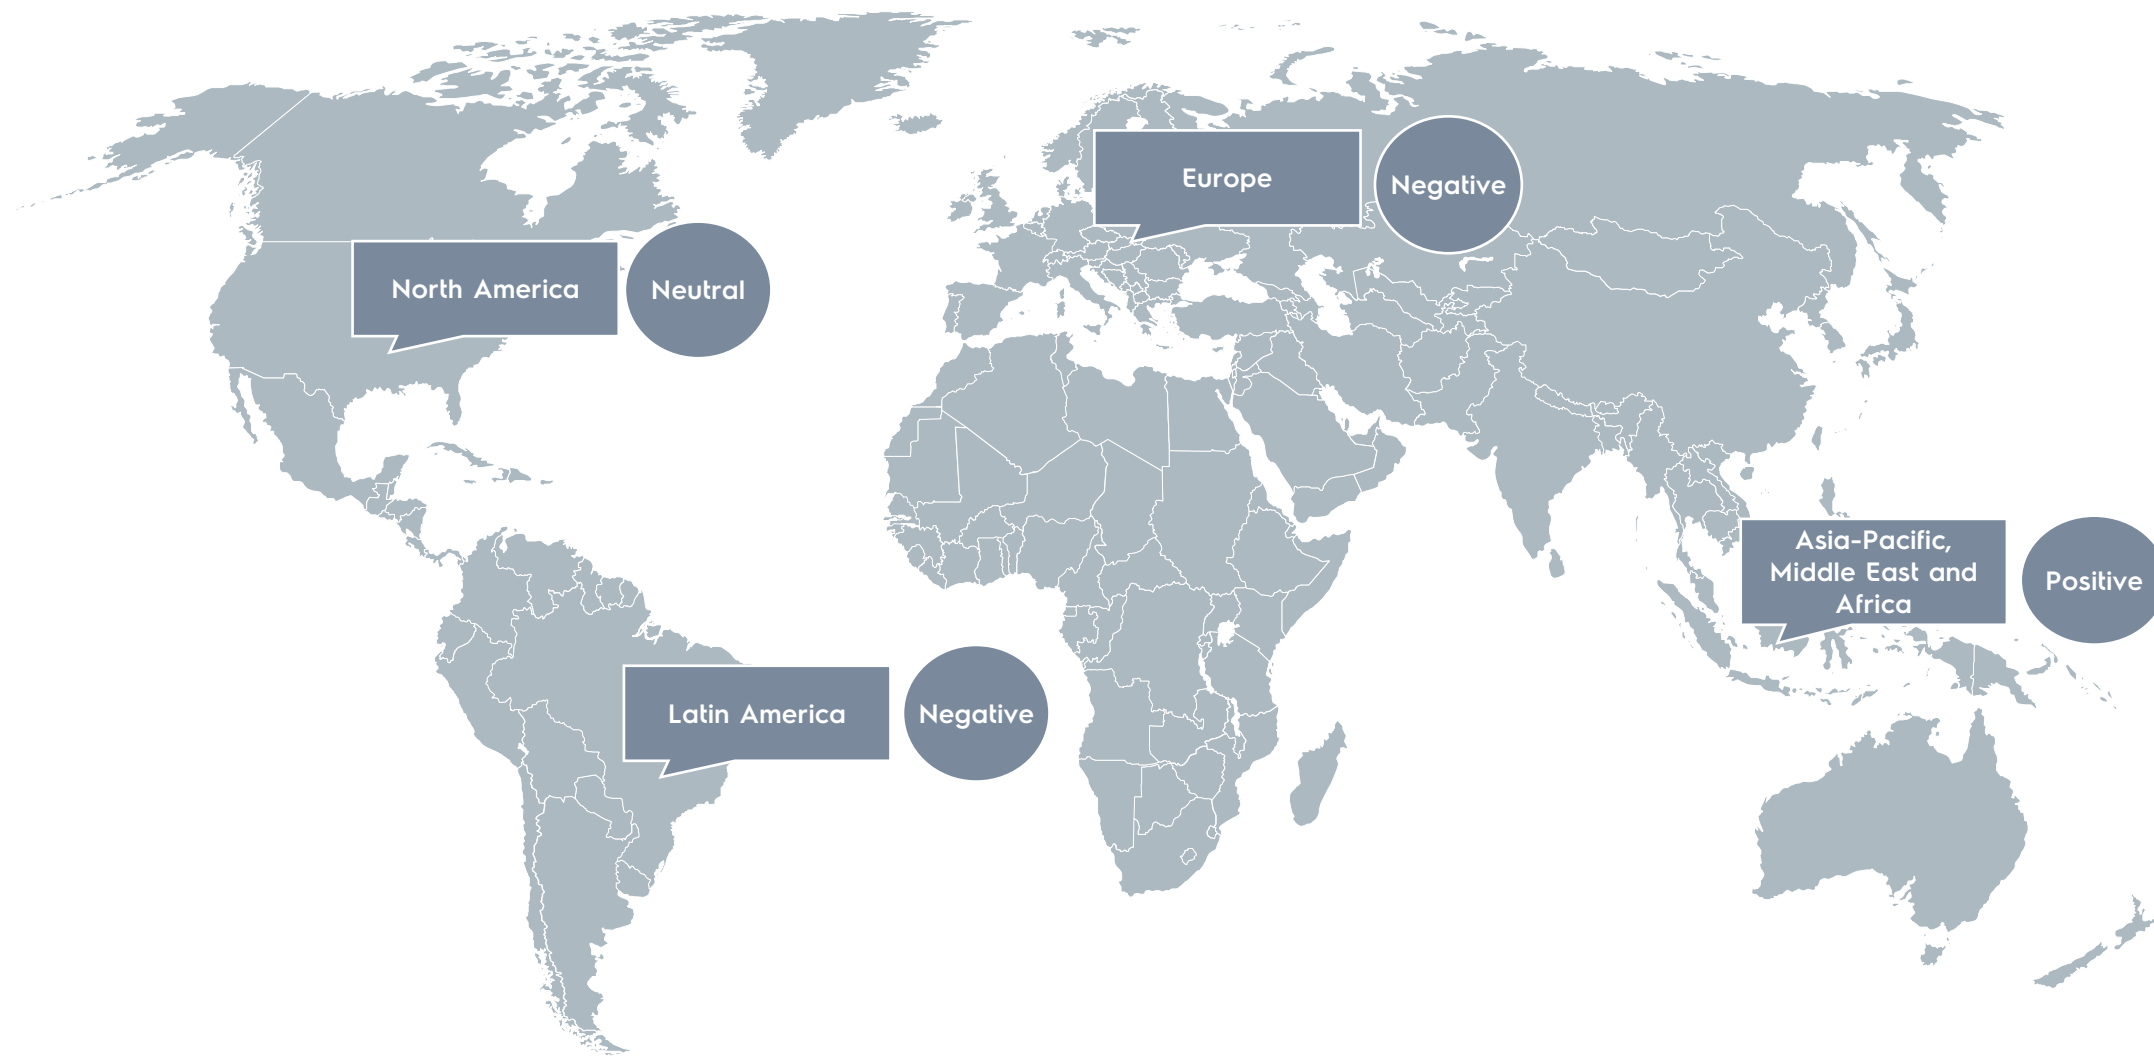 Europe
Negative
North America
Neutral
Asia-Pacific,
Middle East and
Africa
Positive
Latin America
Negative